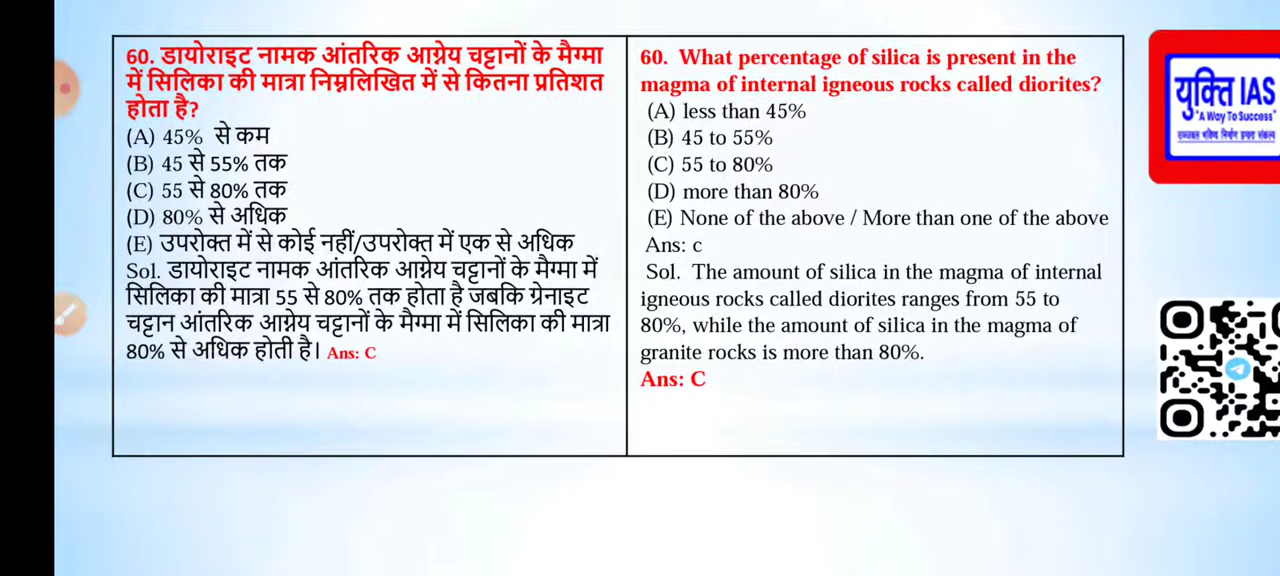 60. डायोराइट नामक आंतरिक आग्नेय चट्टानों के मैग्मा
में सिलिका की मात्रा निम्नलिखित में से कितना प्रतिशत
होता है?
(A) 45% से कम
(B) 45 से 55% तक
(C) 55 से 80% तक
(D) 80% से अधिक
(E) उपरोक्त में से कोई नहीं/उपरोक्त में एक से अधिक
Sol. डायोराइट नामक आंतरिक आग्नेय चट्टानों के मैग्मा में
सिलिका की मात्रा 55 से 80% तक होता है जबकि ग्रेनाइट
चट्टान आंतरिक आग्नेय चट्टानों के मैग्मा में सिलिका की मात्रा
80% से अधिक होती है। Ans: C
60. What percentage of silica is present in the
magma of internal igneous rocks called diorites?
(A) less than 45%
(B) 45 to 55%
(C) 55 to 80%
(D) more than 80%
(E) None of the above / More than one of the above
Ans: c
Sol. The amount of silica in the magma of internal
igneous rocks called diorites ranges from 55 to
80%, while the amount of silica in the magma of
granite rocks is more than 80%.
Ans: C
युक्ति IAS
"A Way To Success"